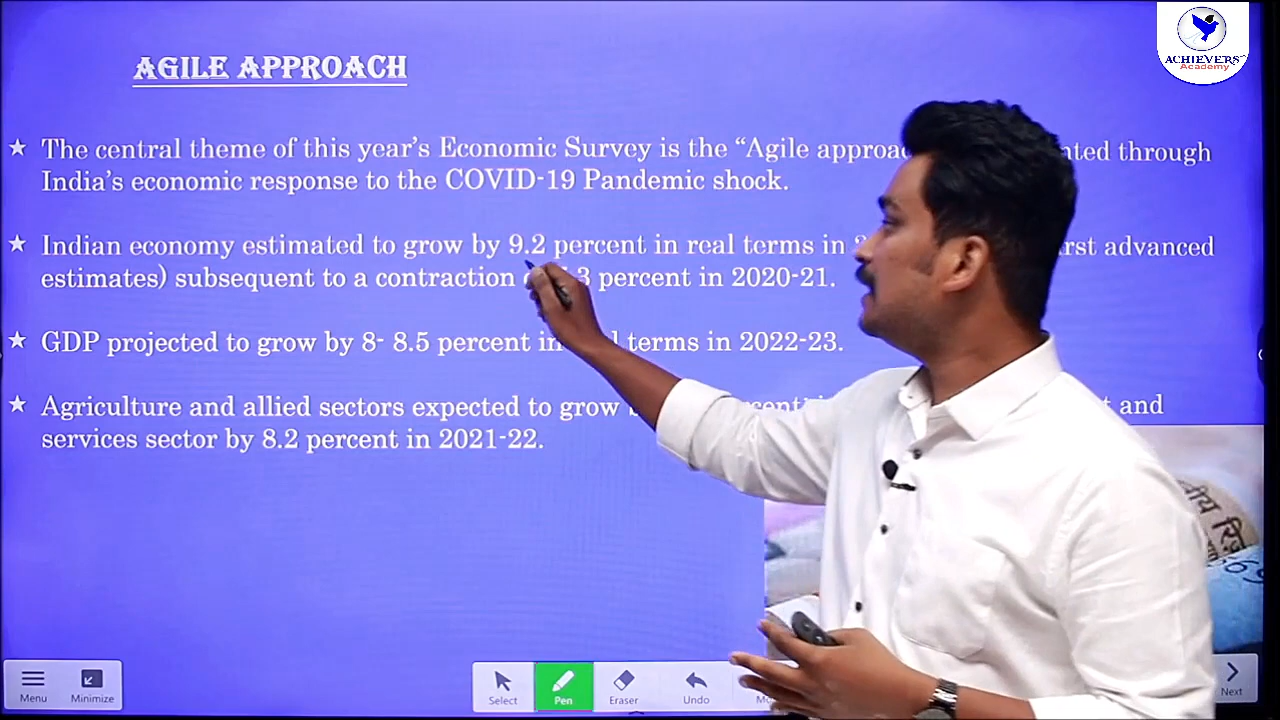 ACHIEVERS
Academy
AGILE APPROACH
★ The central theme of this year's Economic Survey is the "Agile through
India's economic response to the COVID-19 Pandemic shock.
★ Indian economy estimated to grow by 9.2 percent in real terms in advanced
estimates) subsequent to a contraction percent in 2020-21.
★ GDP projected to grow by 8- 8.5 percent in terms in 2022-23.
★ Agriculture and allied sectors expected to grow and
services sector by 8.2 percent in 2021-22.
Menu
Minimize
Select
Pen
Eraser
Undo
Next